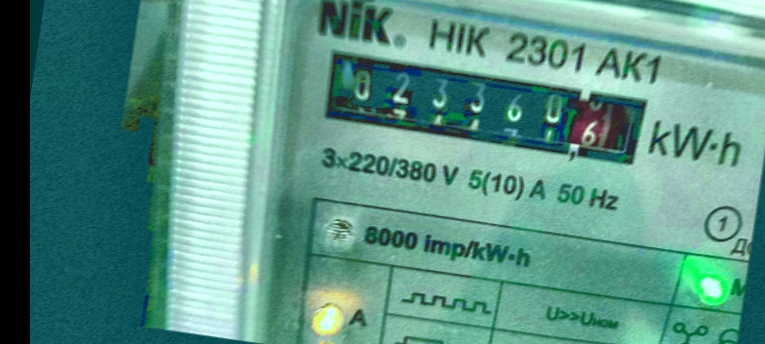 NiK. НІК 2301 АК1
0 2 3 3 6 0,6 kW·h
3×220/380 V 5(10) A 50 Hz
1
8000 imp/kW·h
A
U>>Uном